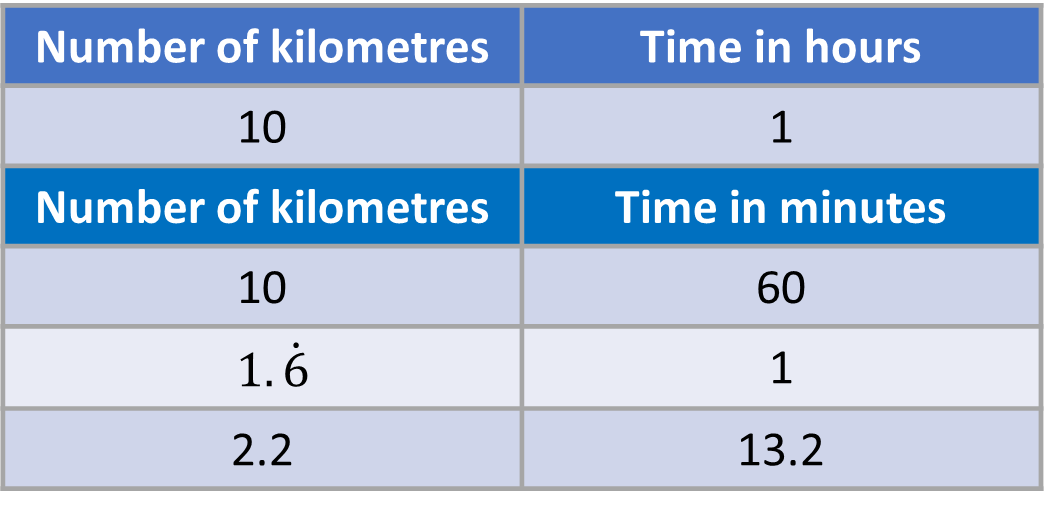 Number of kilometres Time in hours
10 1
Number of kilometres Time in minutes
10 60
1.6̇ 1
2.2 13.2